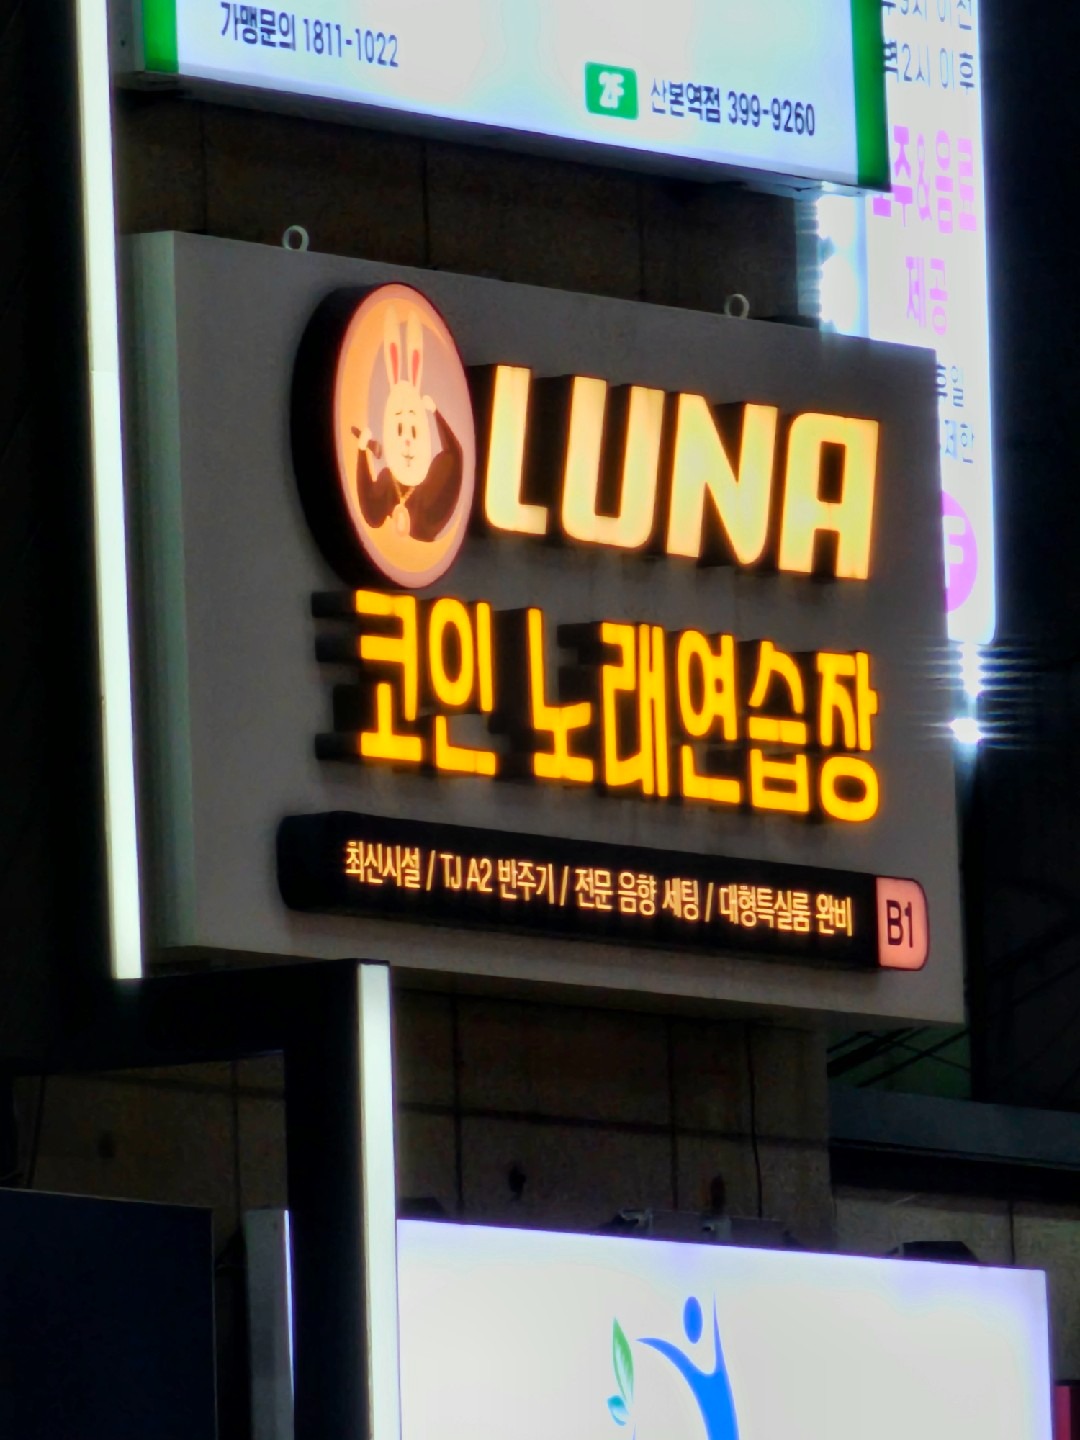 가맹문의 1811-1022
2F 산본역점 399-9260
제공
LUNA
코인 노래연습장
최신시설 / TJ A2 반주기 / 전문 음향 세팅 / 대형특실룸 완비 B1